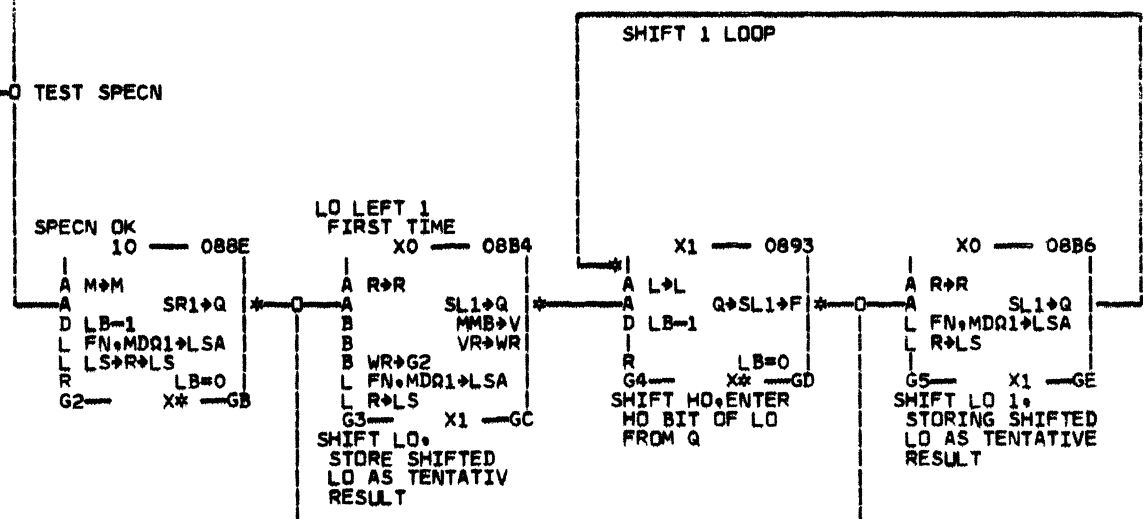 SHIFT 1 LOOP
TEST SPECN
SPECN OK
10 — 088E
A M→M
A SR1→Q *
D LB-1
L FN,MDΩ1→LSA
L LS→R→LS
R LB=0
G2— X* —GB
LO LEFT 1
FIRST TIME
X0 — 08B4
A R→R
A SL1→Q *
B MMB→V
B VR→WR
B WR→G2
L FN,MDΩ1→LSA
L R→LS
G3— X1 —GC
SHIFT LO,
STORE SHIFTED
LO AS TENTATIV
RESULT
X1 — 0893
*
A L→L
A Q→SL1→F *
D LB-1
R LB=0
G4— X* —GD
SHIFT HO,ENTER
HO BIT OF LO
FROM Q
X0 — 08B6
A R→R
A SL1→Q
L FN,MDΩ1→LSA
L R→LS
G5— X1 —GE
SHIFT LO 1,
STORING SHIFTED
LO AS TENTATIVE
RESULT